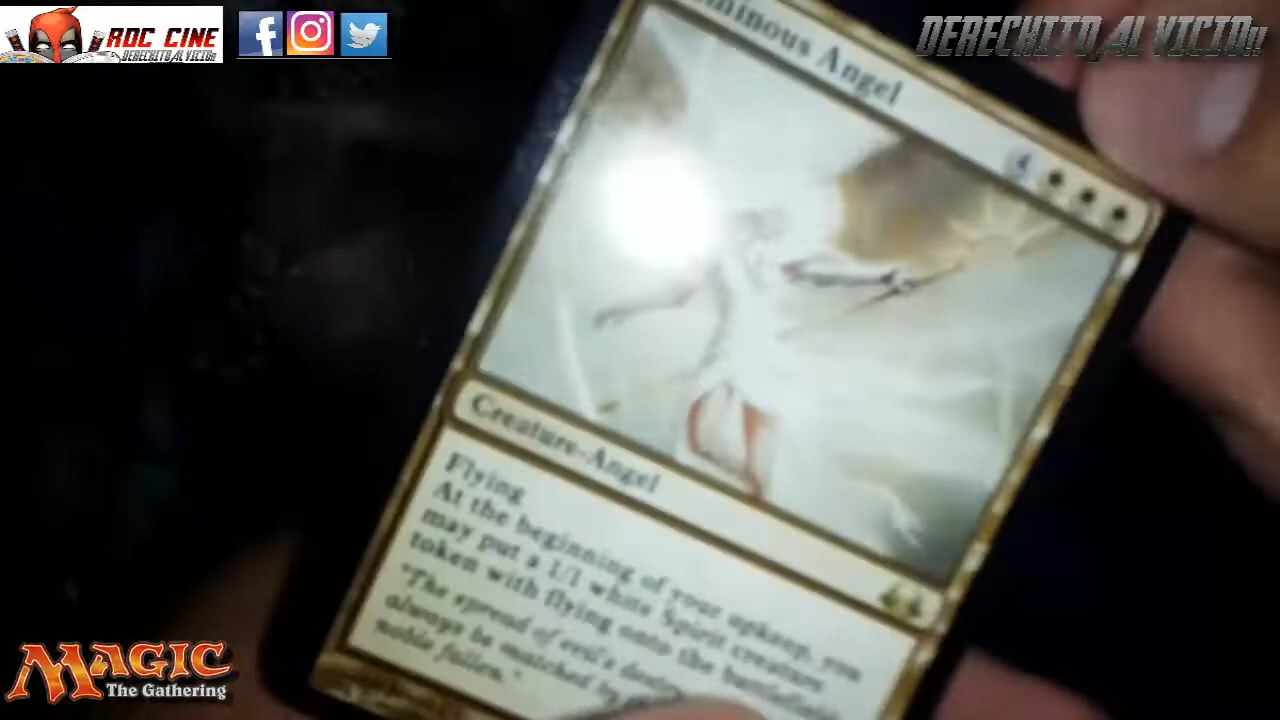 ROC CINE
DERECHITO, AL VICIO!!
DERECHITO, AL VICIO!!
minous Angel
4
Creature-Angel
Flying
At the beginning of your upkeep, you
may put a 1/1 white Spirit creature
token with flying onto the battlefield.
"The spread of evil's
always be matched
noble fallen."
MAGIC
The Gathering